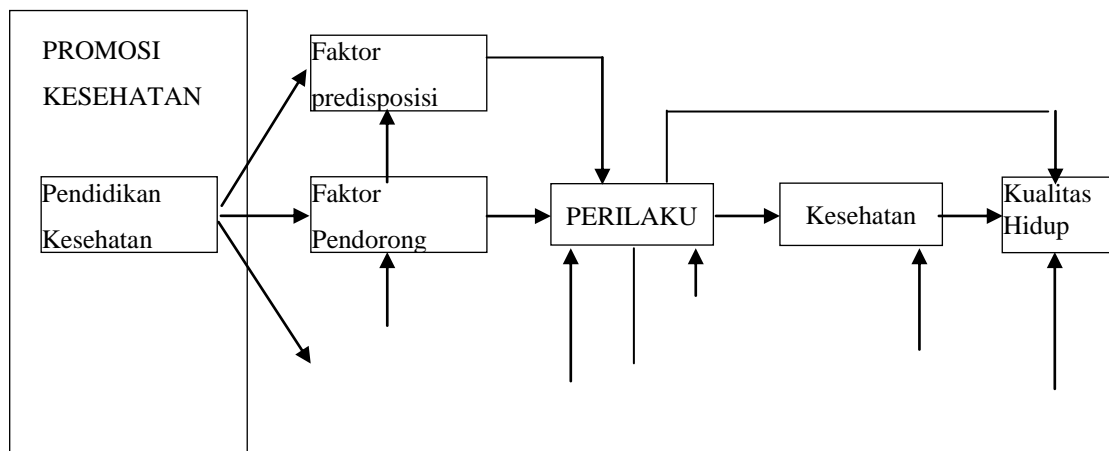 PROMOSI
KESEHATAN
Faktor
predisposisi
Pendidikan
Kesehatan
Faktor
Pendorong
PERILAKU
Kesehatan
Kualitas
Hidup